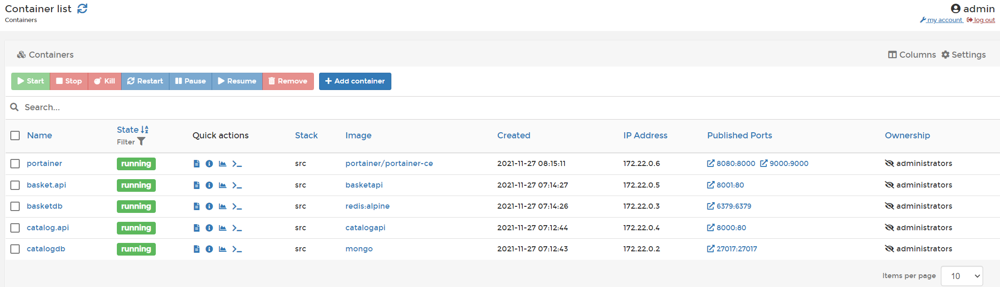 Container list
Containers
admin
my account log out
Containers
Columns Settings
Start Stop Kill Restart Pause Resume Remove Add container
Search...
Name State Filter Quick actions Stack Image Created IP Address Published Ports Ownership
portainer running src portainer/portainer-ce 2021-11-27 08:15:11 172.22.0.6 8080:8000 9000:9000 administrators
basket.api running src basketapi 2021-11-27 07:14:27 172.22.0.5 8001:80 administrators
basketdb running src redis:alpine 2021-11-27 07:14:26 172.22.0.3 6379:6379 administrators
catalog.api running src catalogapi 2021-11-27 07:12:44 172.22.0.4 8000:80 administrators
catalogdb running src mongo 2021-11-27 07:12:43 172.22.0.2 27017:27017 administrators
Items per page 10